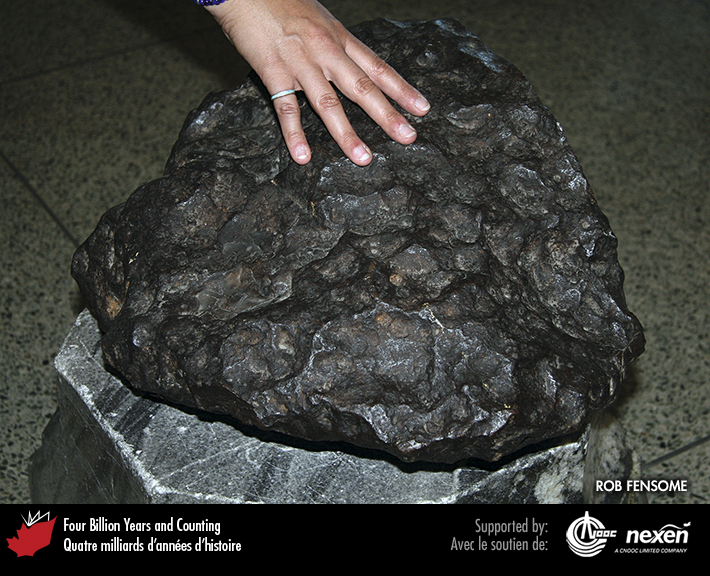 ROB FENSOME
Four Billion Years and Counting
Quatre milliards d'années d'histoire
Supported by:
Avec le soutien de:
CNOOC
nexen
A CNOOC LIMITED COMPANY